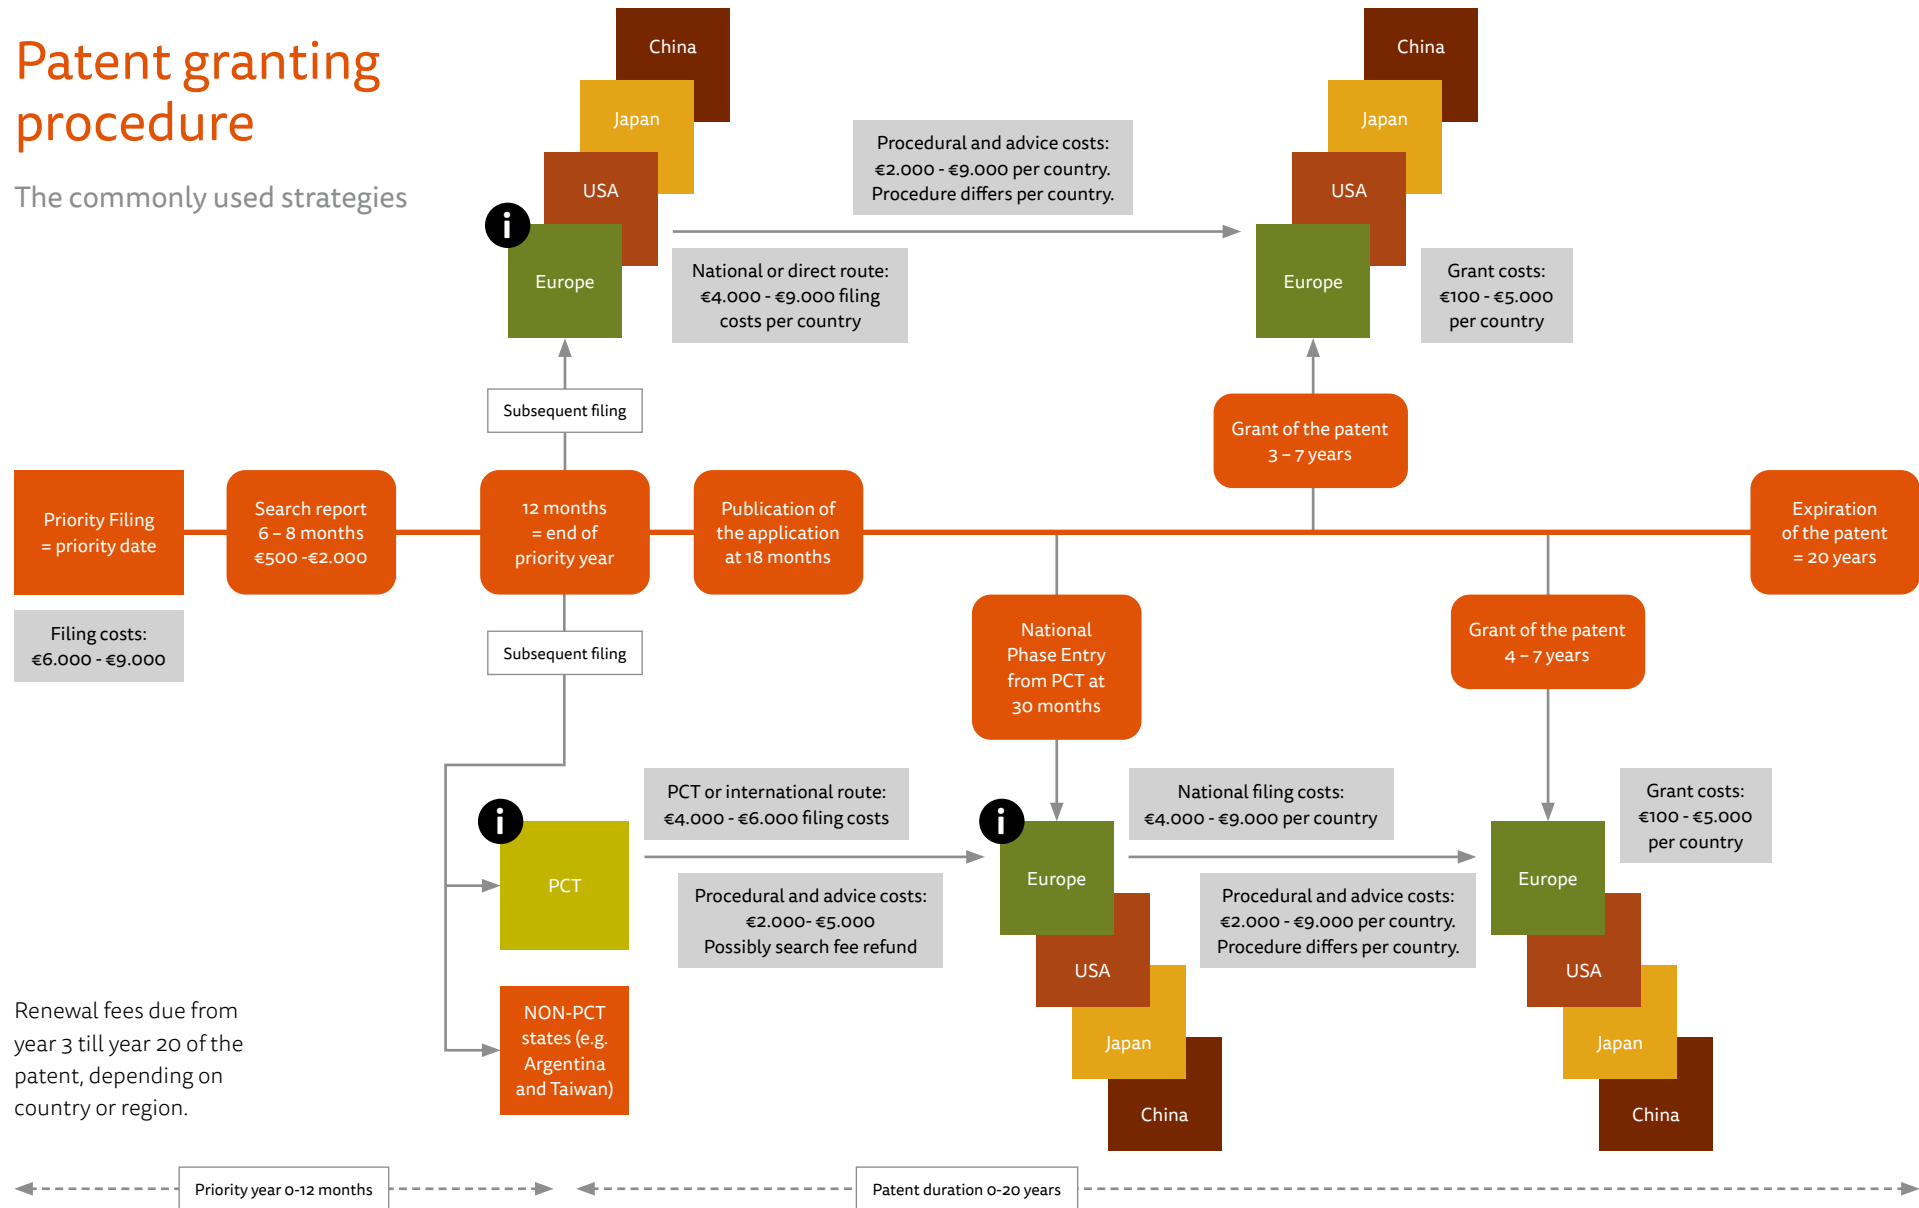 Patent granting
procedure
The commonly used strategies
China
Japan
USA
Europe
Procedural and advice costs:
€2.000 - €9.000 per country.
Procedure differs per country.
National or direct route:
€4.000 - €9.000 filing
costs per country
China
Japan
USA
Europe
Grant costs:
€100 - €5.000
per country
Subsequent filing
Grant of the patent
3 – 7 years
Priority Filing
= priority date
Search report
6 – 8 months
€500 -€2.000
12 months
= end of
priority year
Publication of
the application
at 18 months
Expiration
of the patent
= 20 years
Filing costs:
€6.000 - €9.000
Subsequent filing
National
Phase Entry
from PCT at
30 months
Grant of the patent
4 – 7 years
PCT or international route:
€4.000 - €6.000 filing costs
PCT
Procedural and advice costs:
€2.000- €5.000
Possibly search fee refund
NON-PCT
states (e.g.
Argentina
and Taiwan)
National filing costs:
€4.000 - €9.000 per country
Europe
USA
Japan
China
Procedural and advice costs:
€2.000 - €9.000 per country.
Procedure differs per country.
Grant costs:
€100 - €5.000
per country
Europe
USA
Japan
China
Renewal fees due from
year 3 till year 20 of the
patent, depending on
country or region.
Priority year 0-12 months
Patent duration 0-20 years